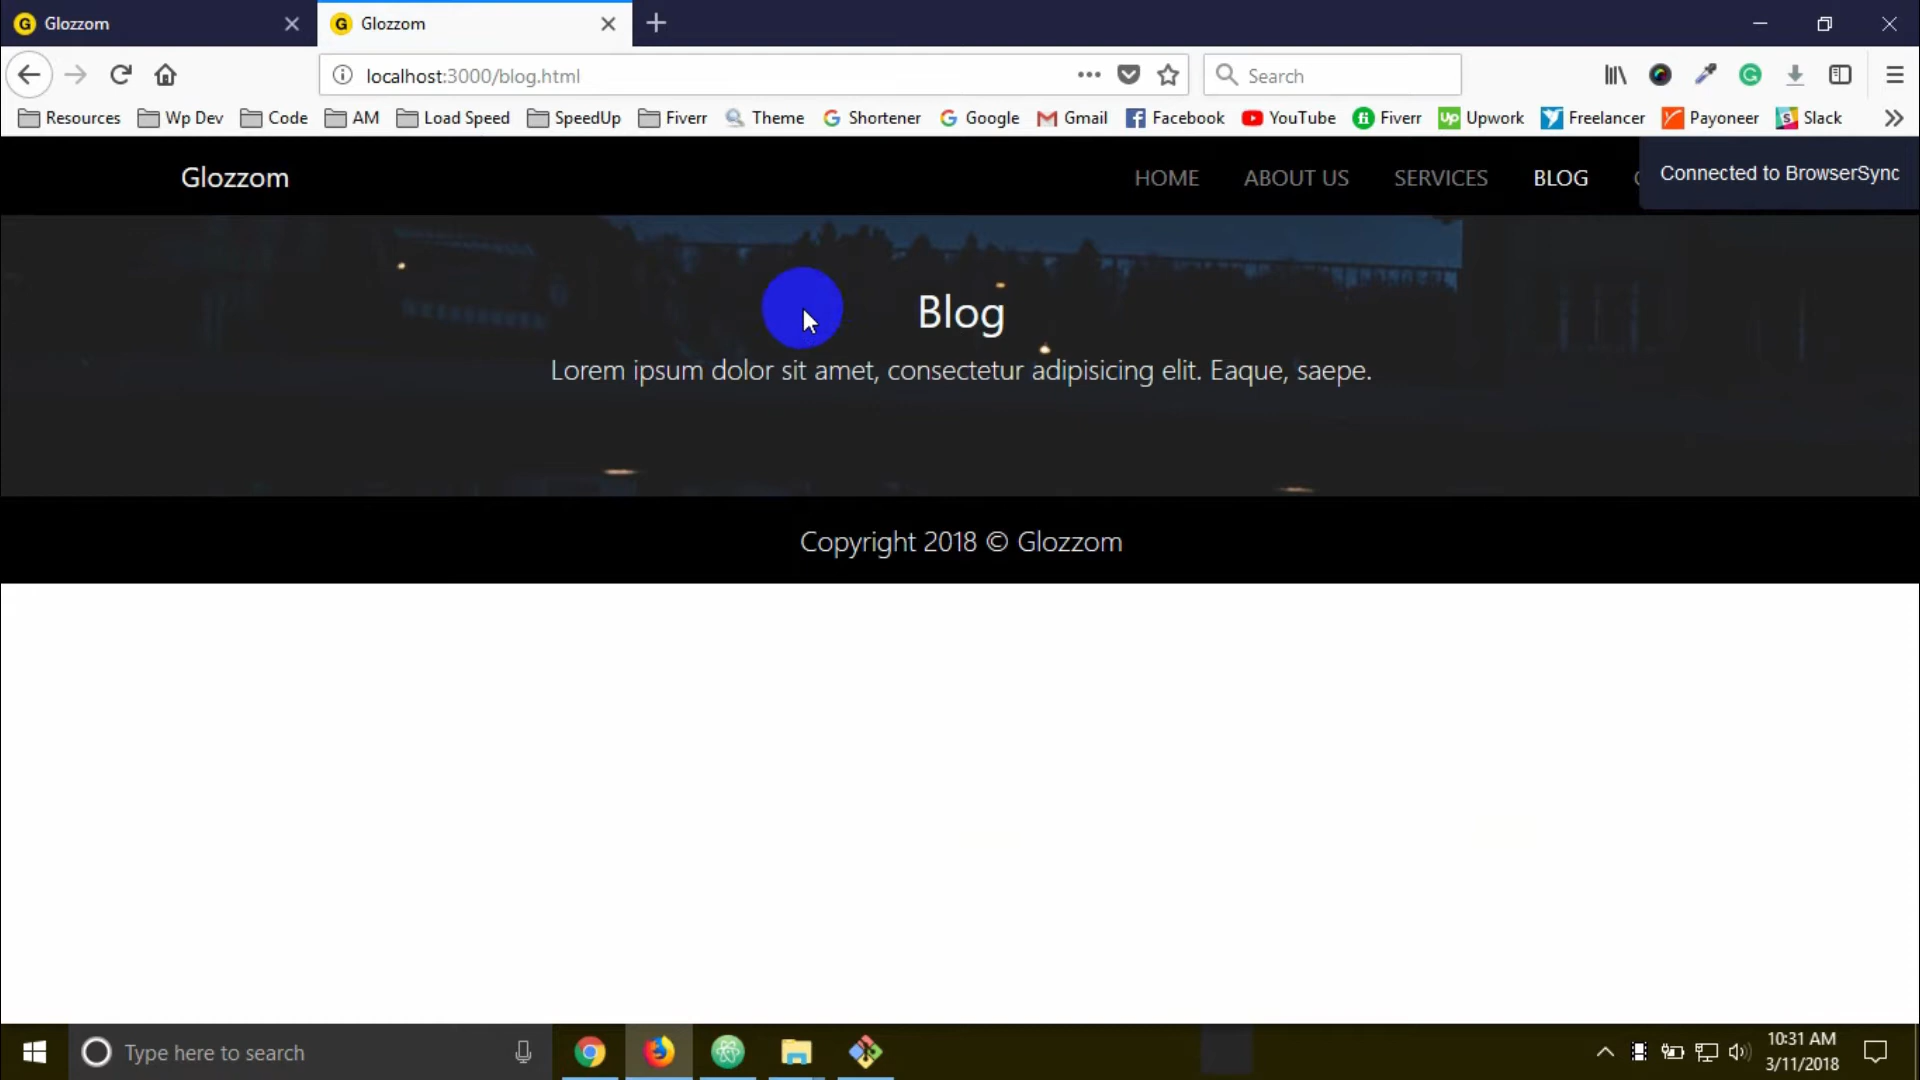 Glozzom
Glozzom
localhost:3000/blog.html
Search
Resources
Wp Dev
Code
AM
Load Speed
SpeedUp
Fiverr
Theme
Shortener
Google
Gmail
Facebook
YouTube
Fiverr
Upwork
Freelancer
Payoneer
Slack
Glozzom
HOME
ABOUT US
SERVICES
BLOG
Connected to BrowserSync
Blog
Lorem ipsum dolor sit amet, consectetur adipisicing elit. Eaque, saepe.
Copyright 2018 © Glozzom
Type here to search
10:31 AM
3/11/2018